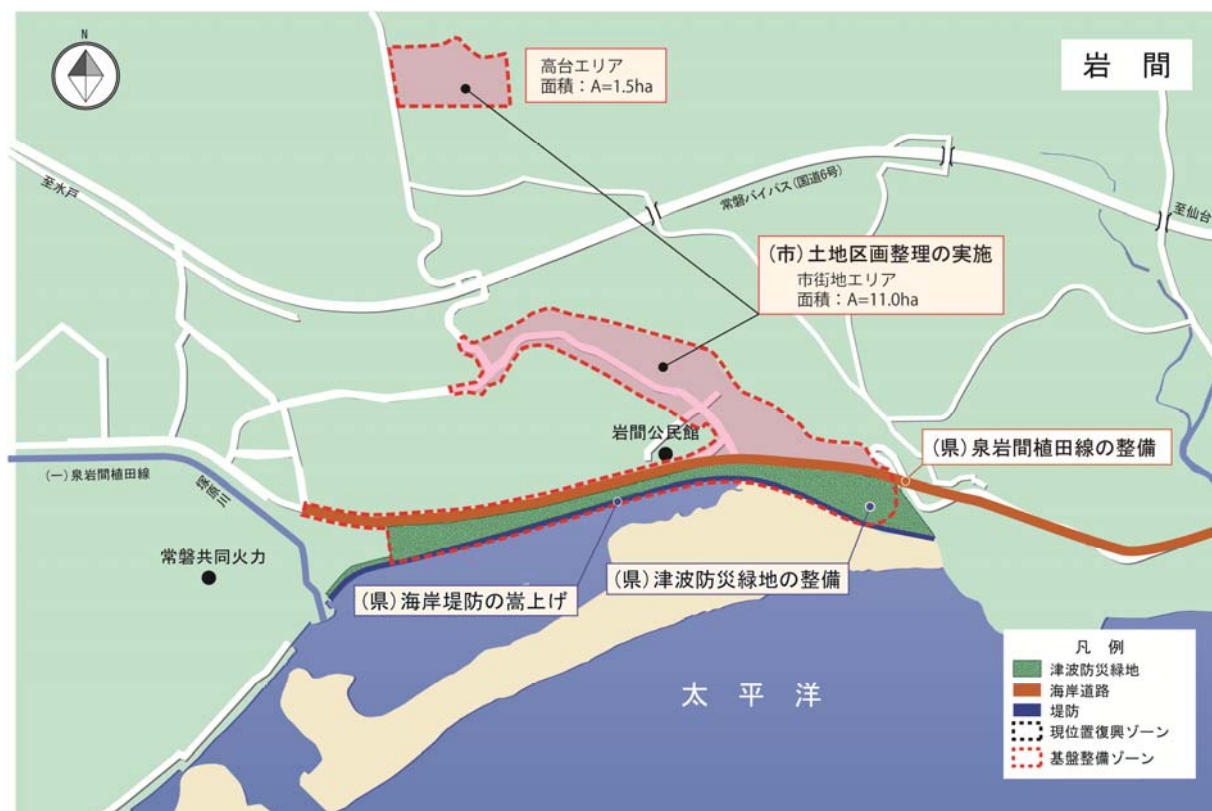 N
高台エリア
面積：A=1.5ha
岩　間
至水戸
常磐バイパス(国道6号)
至仙台
(市)土地区画整理の実施
市街地エリア
面積：A=11.0ha
岩間公民館
(県)泉岩間植田線の整備
(一)泉岩間植田線
塚原川
常磐共同火力
(県)海岸堤防の嵩上げ
(県)津波防災緑地の整備
太　平　洋
凡　例
津波防災緑地
海岸道路
堤防
現位置復興ゾーン
基盤整備ゾーン